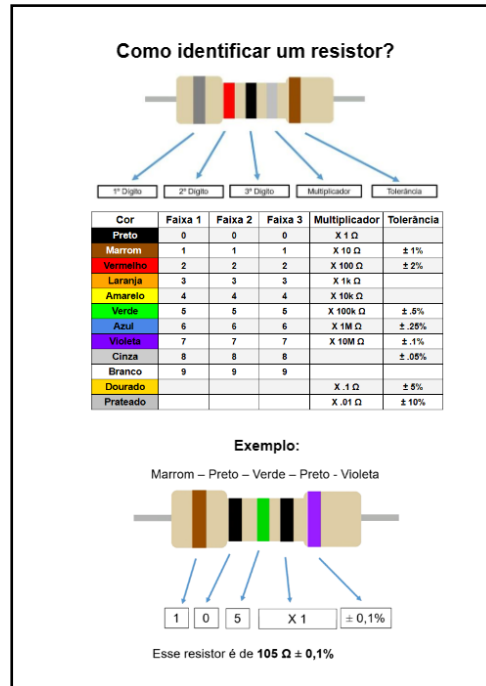 Como identificar um resistor?
1º Dígito 2º Dígito 3º Dígito Multiplicador Tolerância
Cor Faixa 1 Faixa 2 Faixa 3 Multiplicador Tolerância
Preto 0 0 0 X 1 Ω
Marrom 1 1 1 X 10 Ω ± 1%
Vermelho 2 2 2 X 100 Ω ± 2%
Laranja 3 3 3 X 1k Ω
Amarelo 4 4 4 X 10k Ω
Verde 5 5 5 X 100k Ω ± .5%
Azul 6 6 6 X 1M Ω ± .25%
Violeta 7 7 7 X 10M Ω ± .1%
Cinza 8 8 8 ± .05%
Branco 9 9 9
Dourado X .1 Ω ± 5%
Prateado X .01 Ω ± 10%
Exemplo:
Marrom – Preto – Verde – Preto - Violeta
1 0 5 X 1 ± 0,1%
Esse resistor é de 105 Ω ± 0,1%